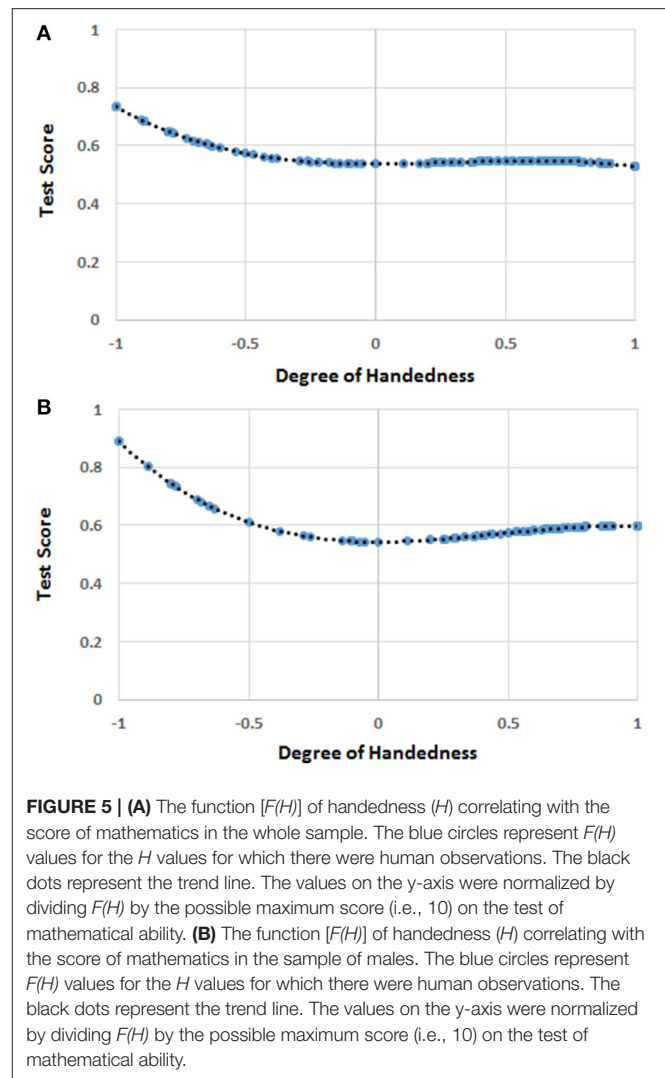 A
1
0.8
0.6
0.4
0.2
0
Test Score
-1 -0.5 0 0.5 1
Degree of Handedness
B
1
0.8
0.6
0.4
0.2
0
Test Score
-1 -0.5 0 0.5 1
Degree of Handedness
FIGURE 5 | (A) The function [F(H)] of handedness (H) correlating with the
score of mathematics in the whole sample. The blue circles represent F(H)
values for the H values for which there were human observations. The black
dots represent the trend line. The values on the y-axis were normalized by
dividing F(H) by the possible maximum score (i.e., 10) on the test of
mathematical ability. (B) The function [F(H)] of handedness (H) correlating with
the score of mathematics in the sample of males. The blue circles represent
F(H) values for the H values for which there were human observations. The
black dots represent the trend line. The values on the y-axis were normalized
by dividing F(H) by the possible maximum score (i.e., 10) on the test of
mathematical ability.